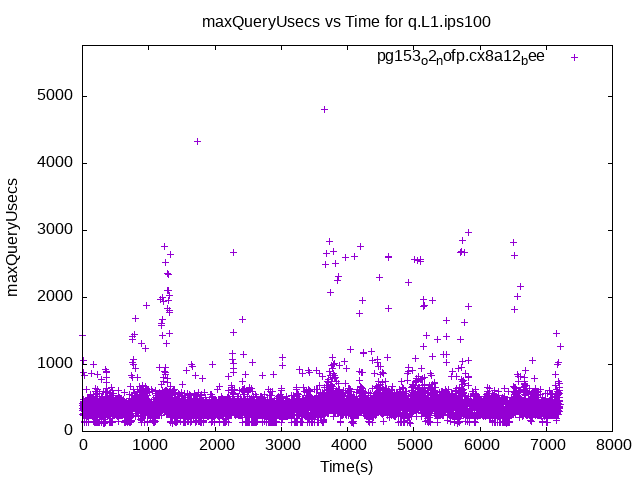 maxQueryUsecs vs Time for q.L1.ips100
pg153o2nofp.cx8a12bee
maxQueryUsecs
5000
4000
3000
2000
1000
0
0 1000 2000 3000 4000 5000 6000 7000 8000
Time(s)